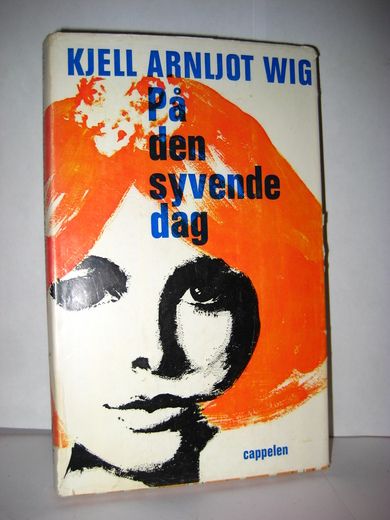 KJELL ARNLJOT WIG
På
den
syvende
dag
cappelen